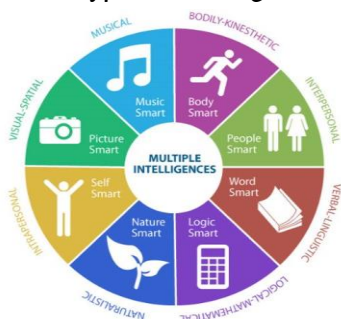 MUSICAL
BODILY-KINESTHETIC
INTERPERSONAL
VERBAL-LINGUISTIC
LOGICAL-MATHEMATICAL
NATURALISTIC
INTRAPERSONAL
VISUAL-SPATIAL
Music
Smart
Body
Smart
People
Smart
Word
Smart
Logic
Smart
Nature
Smart
Self
Smart
Picture
Smart
MULTIPLE
INTELLIGENCES